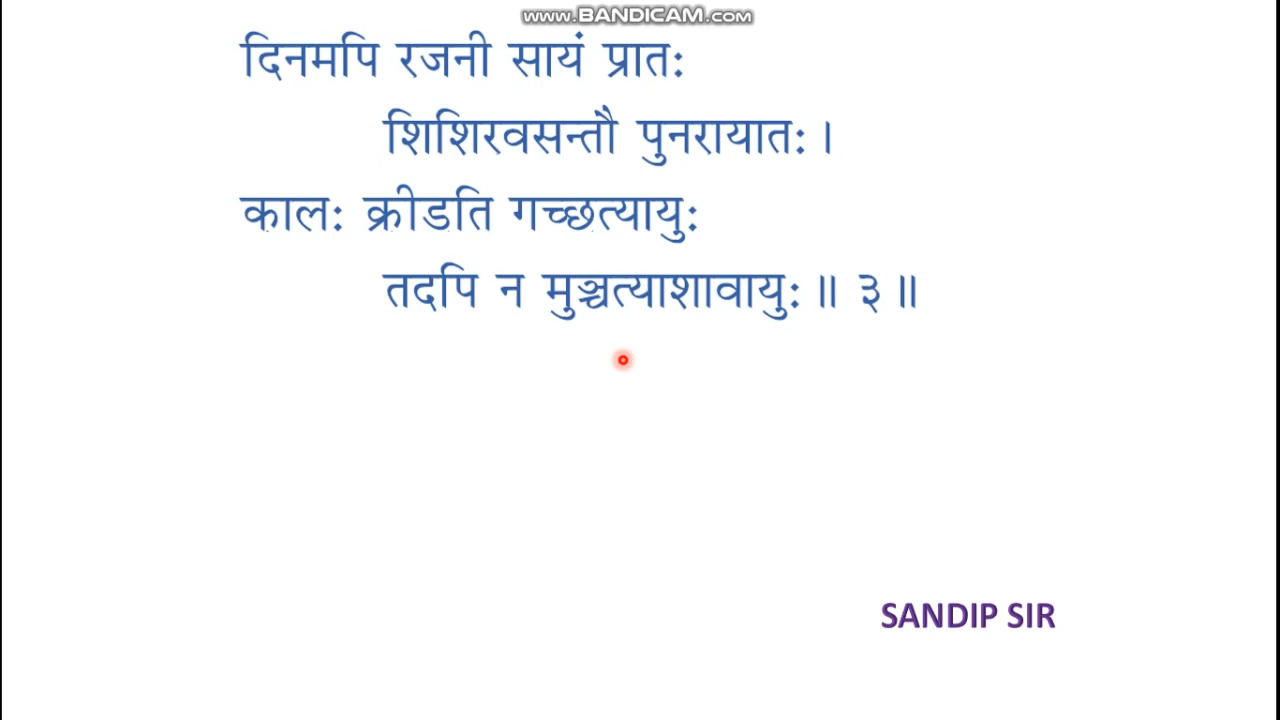 www.BANDICAM.com
दिनमपि रजनी सायं प्रातः
शिशिरवसन्तौ पुनरायातः।
कालः क्रीडति गच्छत्यायुः
तदपि न मुञ्चत्याशावायुः॥ ३॥
SANDIP SIR